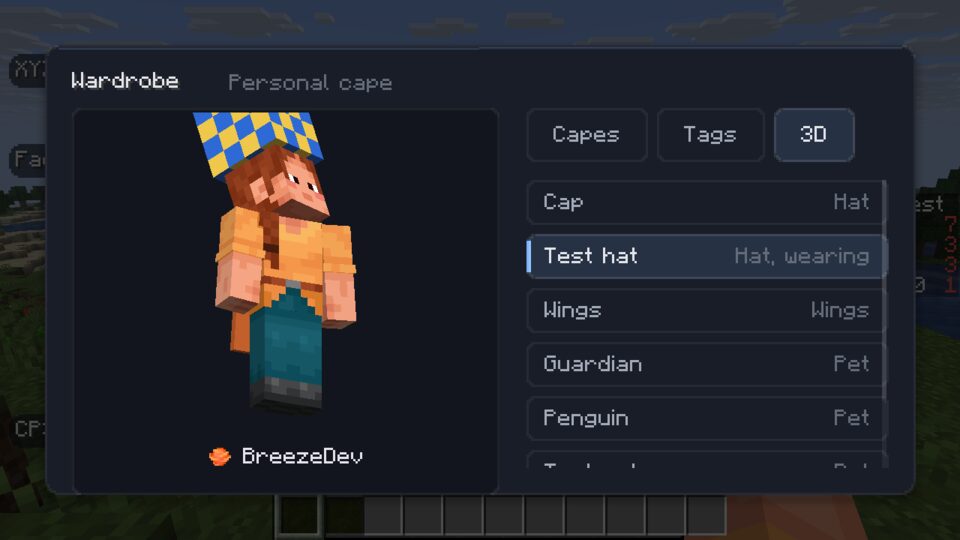 Wardrobe Personal cape
Capes Tags 3D
Cap Hat
Test hat Hat, wearing
Wings Wings
Guardian Pet
Penguin Pet
BreezeDev